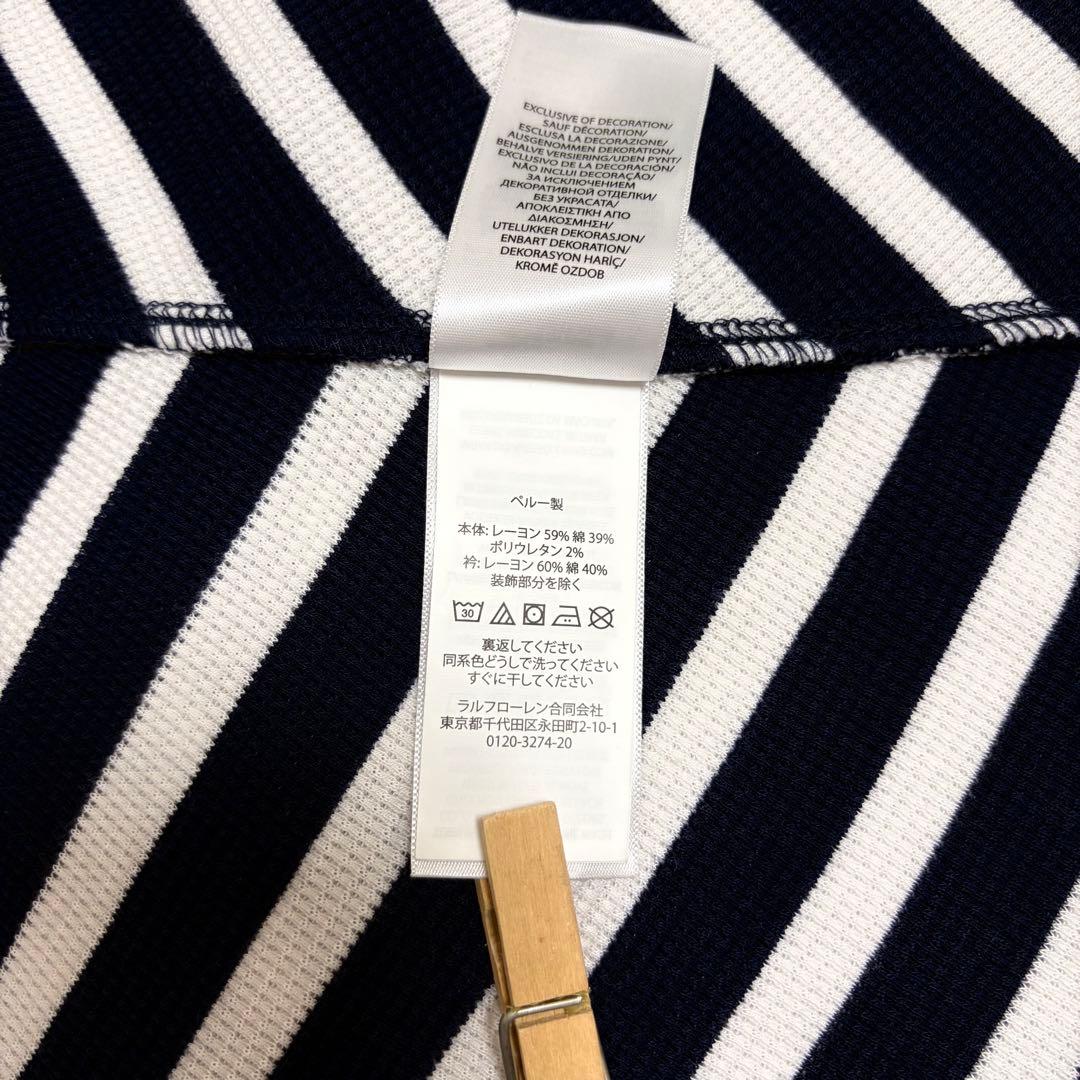 EXCLUSIVE OF DECORATION/
SAUF DÉCORATION/
ESCLUSA LA DECORAZIONE/
AUSGENOMMEN DEKORATION/
BEHALVE VERSIERING/UDEN PYNT/
EXCLUSIVO DE LA DECORACIÓN/
NÃO INCLUI DECORAÇÃO/
ЗА ИСКЛЮЧЕНИЕМ
ДЕКОРАТИВНОЙ ОТДЕЛКИ/
БЕЗ УКРАСАТА/
ΑΠΟΚΛΕΙΣΤΙΚΗ ΑΠΟ
ΔΙΑΚΟΣΜΗΣΗ/
UTELUKKER DEKORASJON/
ENBART DEKORATION/
DEKORASYON HARİÇ/
KROMĚ OZDOB
ペルー製
本体: レーヨン 59% 綿 39%
ポリウレタン 2%
衿: レーヨン 60% 綿 40%
装飾部分を除く
30
裏返してください
同系色どうしで洗ってください
すぐに干してください
ラルフローレン合同会社
東京都千代田区永田町2-10-1
0120-3274-20